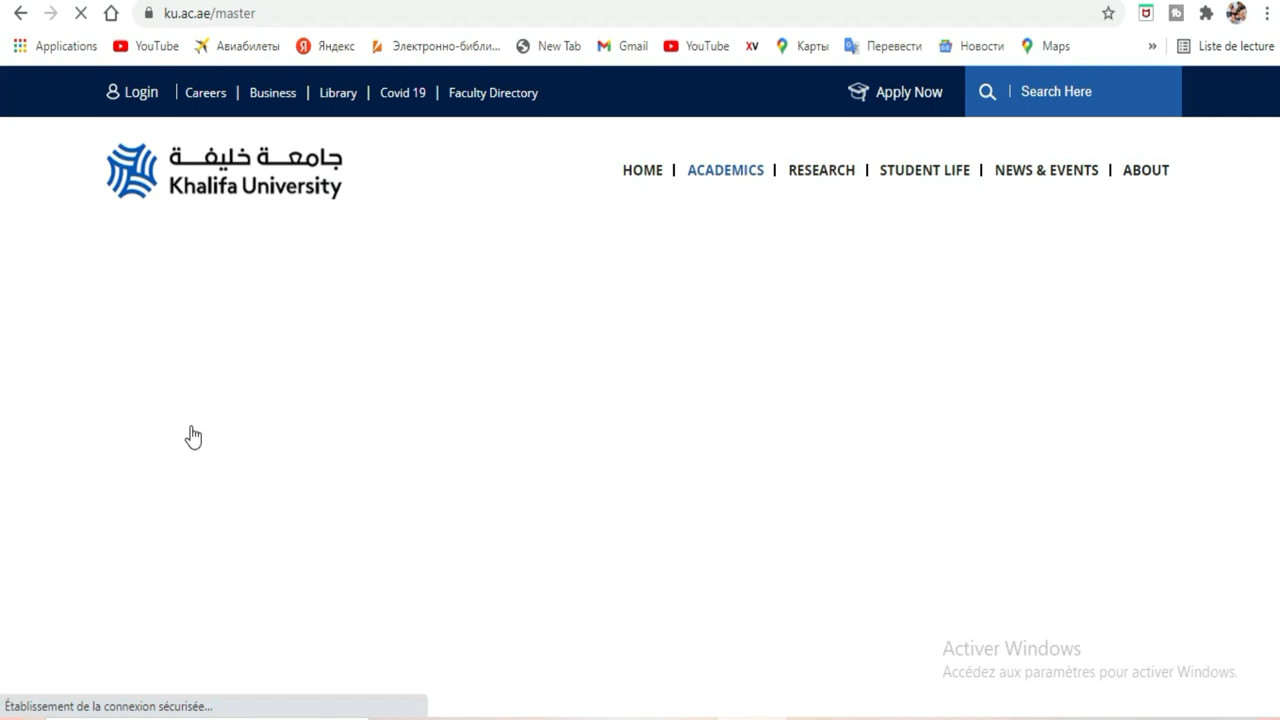 ku.ac.ae/master
Applications YouTube Авиабилеты Яндекс Электронно-библи... New Tab Gmail YouTube XV Карты Перевести Новости Maps » Liste de lecture
Login | Careers | Business | Library | Covid 19 | Faculty Directory Apply Now | Search Here
جامعة خليفة
Khalifa University
HOME | ACADEMICS | RESEARCH | STUDENT LIFE | NEWS & EVENTS | ABOUT
Activer Windows
Accédez aux paramètres pour activer Windows.
Établissement de la connexion sécurisée...